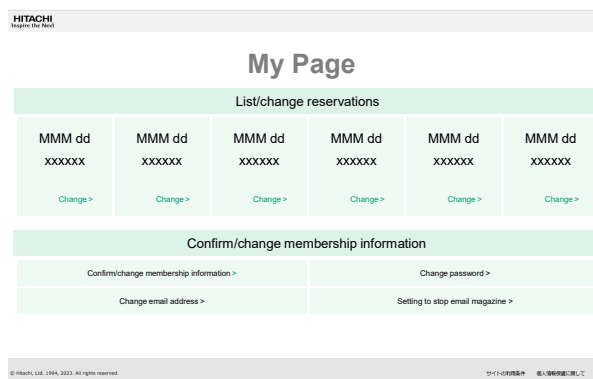 HITACHI
Inspire the Next
My Page
List/change reservations
MMM dd MMM dd MMM dd MMM dd MMM dd MMM dd
xxxxxx xxxxxx xxxxxx xxxxxx xxxxxx xxxxxx
Change > Change > Change > Change > Change > Change >
Confirm/change membership information
Confirm/change membership information > Change password >
Change email address > Setting to stop email magazine >
© Hitachi, Ltd. 1994, 2023. All rights reserved. サイトの利用条件 個人情報保護に関して